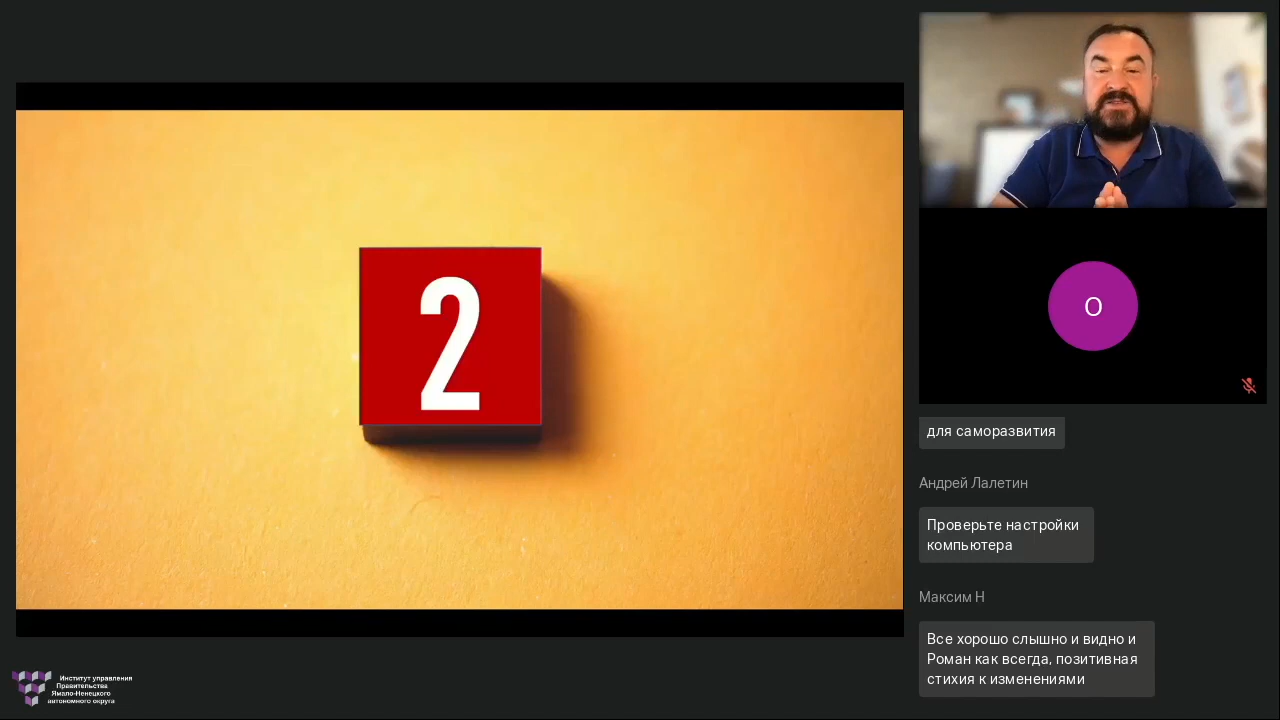 2
О
для саморазвития
Андрей Лалетин
Проверьте настройки
компьютера
Максим Н
Все хорошо слышно и видно и
Роман как всегда, позитивная
стихия к изменениями
Институт управления
Правительства
Ямало-Ненецкого
автономного округа